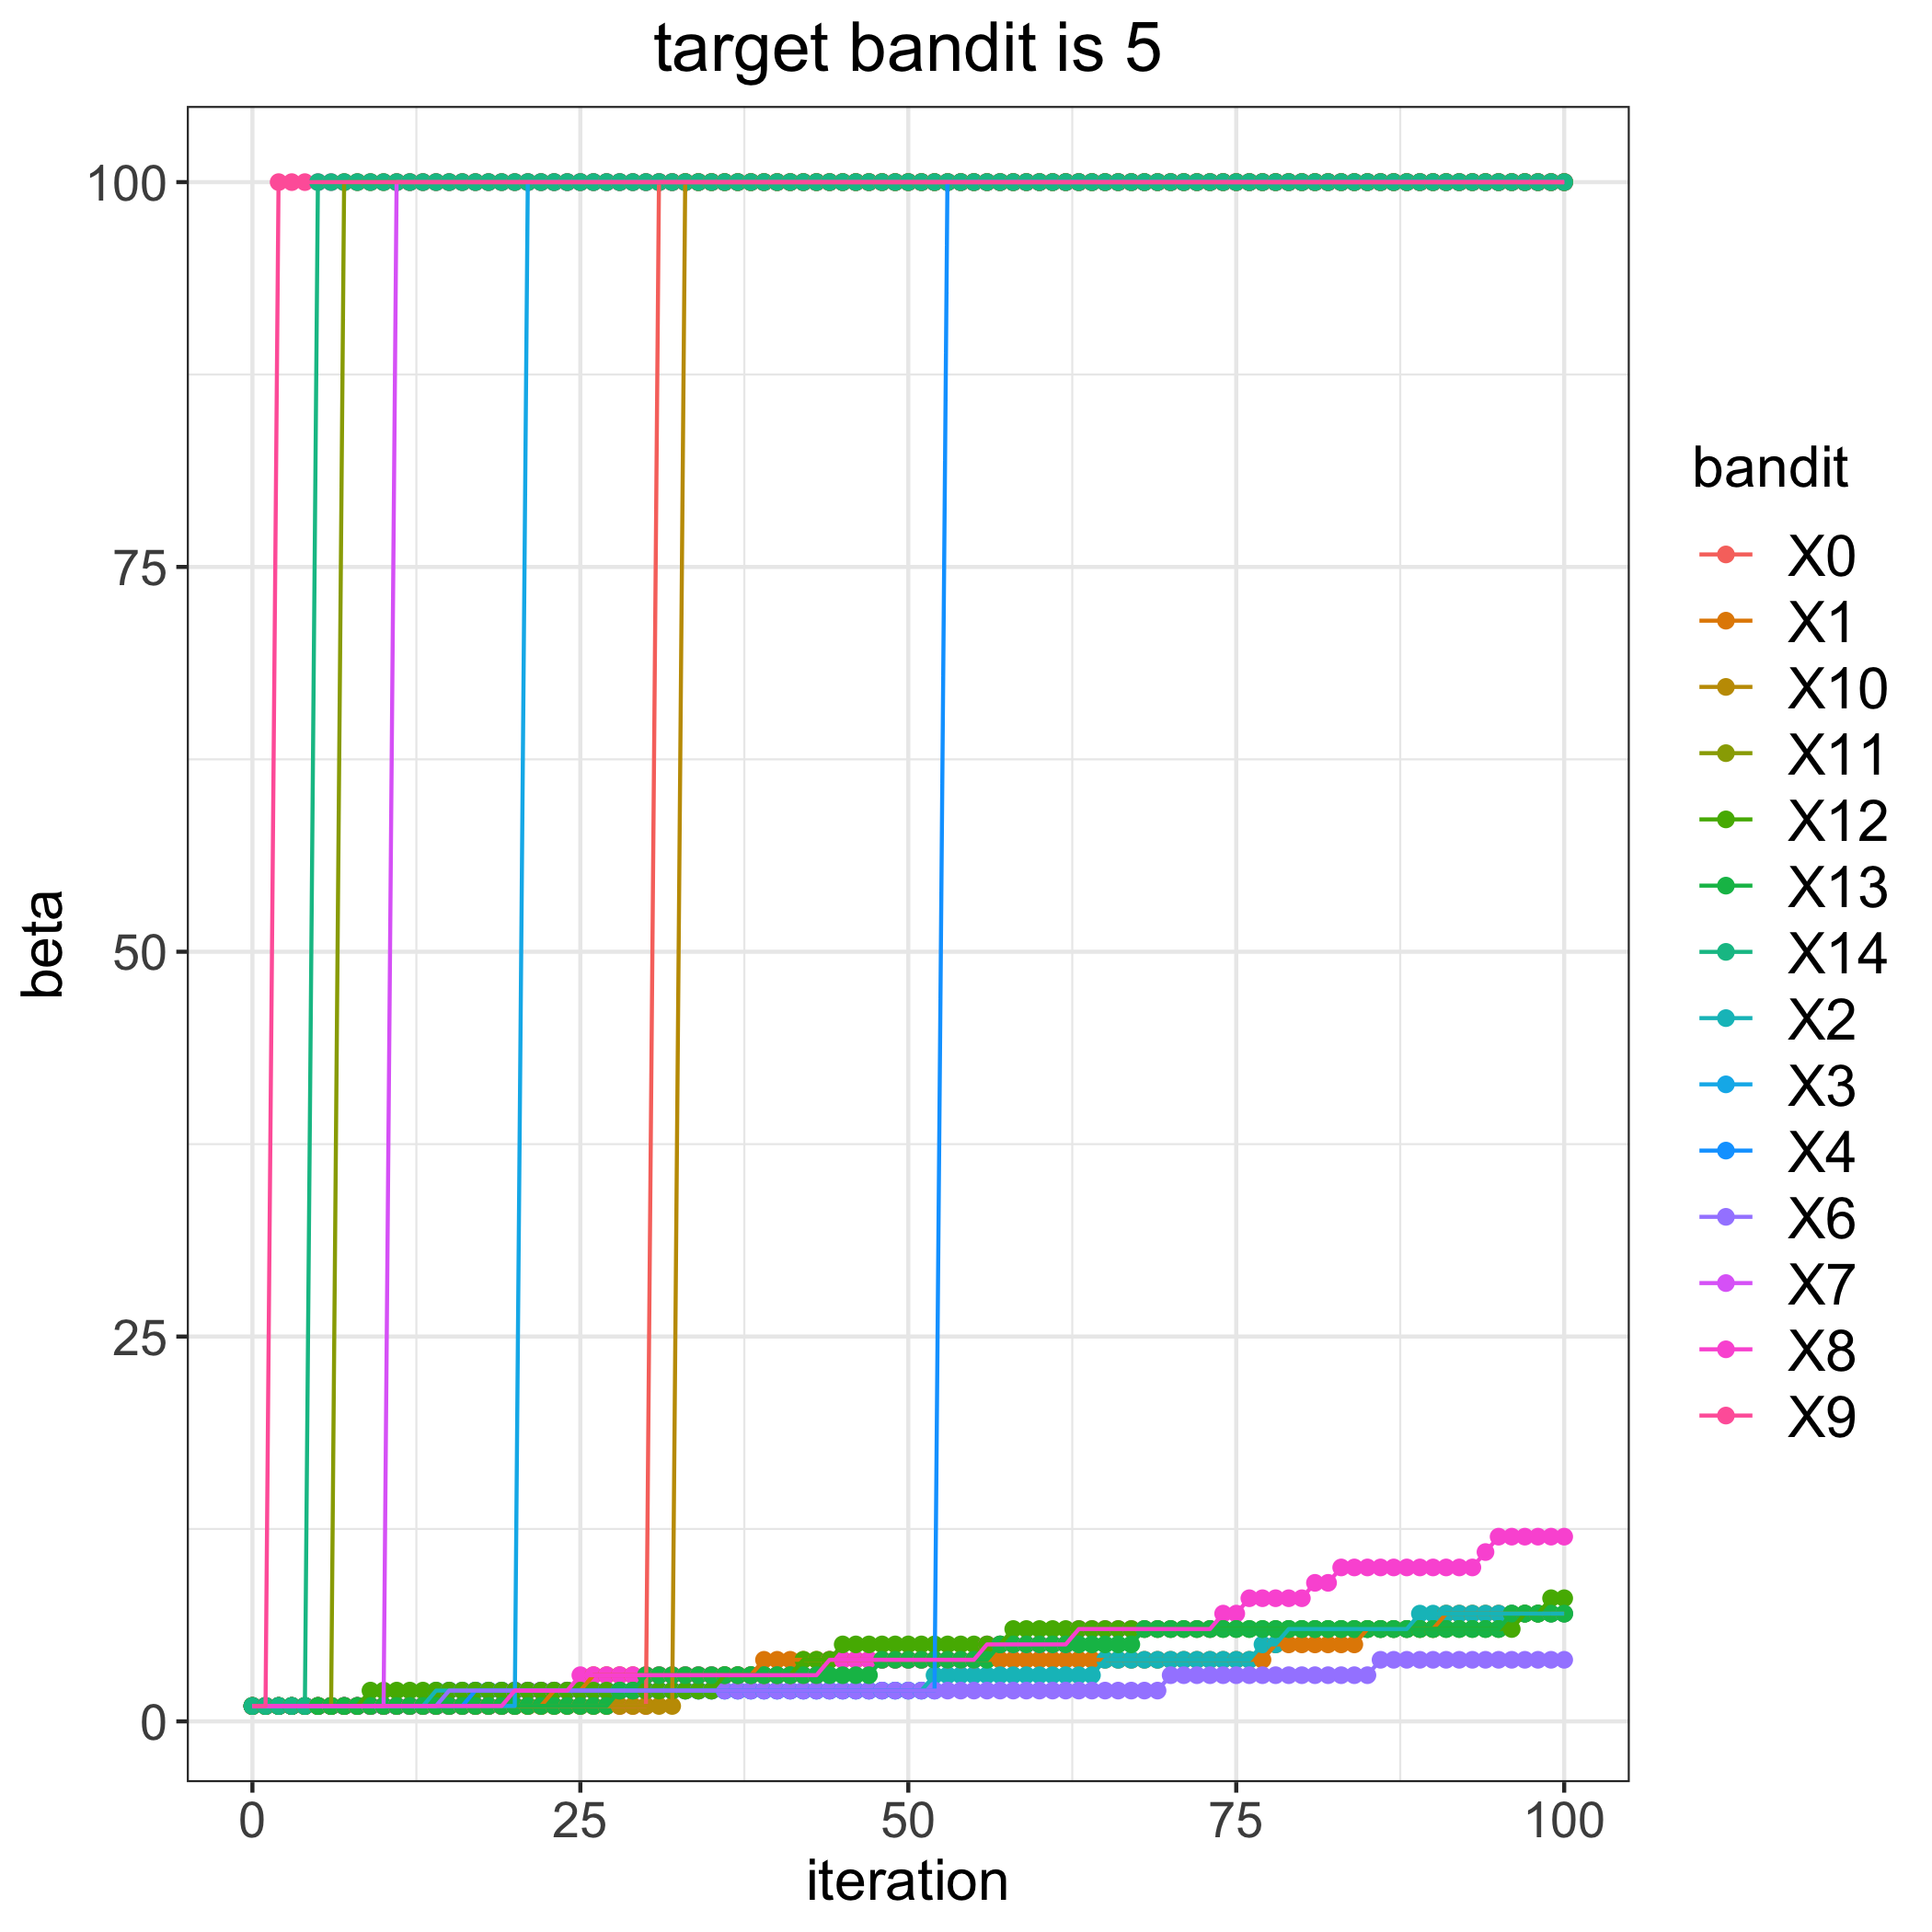 target bandit is 5
100
75
50
25
0
beta
0 25 50 75 100
iteration
bandit
X0
X1
X10
X11
X12
X13
X14
X2
X3
X4
X6
X7
X8
X9